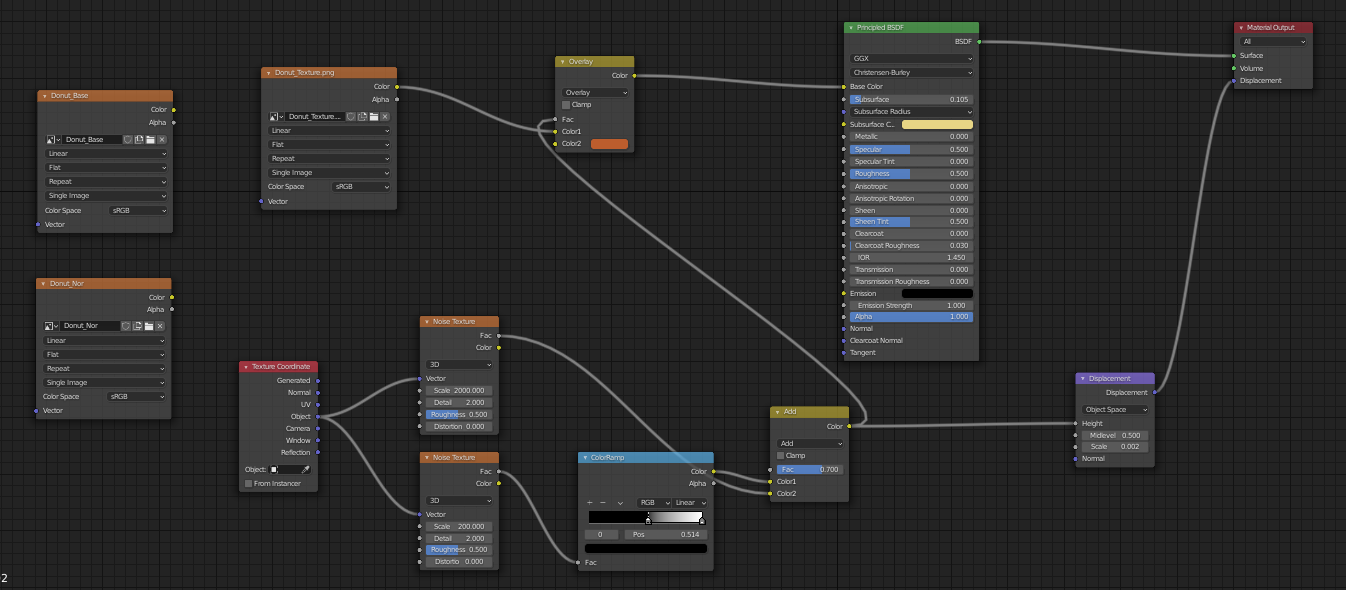 Donut_Base
Color
Alpha
Donut_Base
Linear
Flat
Repeat
Single Image
Color Space sRGB
Vector
Donut_Nor
Color
Alpha
Donut_Nor
Linear
Flat
Repeat
Single Image
Color Space sRGB
Vector
Donut_Texture.png
Color
Alpha
Donut_Texture....
Linear
Flat
Repeat
Single Image
Color Space sRGB
Vector
Texture Coordinate
Generated
Normal
UV
Object
Camera
Window
Reflection
Object:
From Instancer
Noise Texture
Fac
Color
3D
Vector
Scale 2000.000
Detail 2.000
Roughness 0.500
Distortion 0.000
Noise Texture
Fac
Color
3D
Vector
Scale 200.000
Detail 2.000
Roughness 0.500
Distortio 0.000
Overlay
Color
Overlay
Clamp
Fac
Color1
Color2
ColorRamp
Color
Alpha
RGB Linear
0 Pos 0.514
Fac
Add
Color
Add
Clamp
Fac 0.700
Color1
Color2
Principled BSDF
BSDF
GGX
Christensen-Burley
Base Color
Subsurface 0.105
Subsurface Radius
Subsurface C...
Metallic 0.000
Specular 0.500
Specular Tint 0.000
Roughness 0.500
Anisotropic 0.000
Anisotropic Rotation 0.000
Sheen 0.000
Sheen Tint 0.500
Clearcoat 0.000
Clearcoat Roughness 0.030
IOR 1.450
Transmission 0.000
Transmission Roughness 0.000
Emission
Emission Strength 1.000
Alpha 1.000
Normal
Clearcoat Normal
Tangent
Displacement
Displacement
Object Space
Height
Midlevel 0.500
Scale 0.002
Normal
Material Output
All
Surface
Volume
Displacement
2